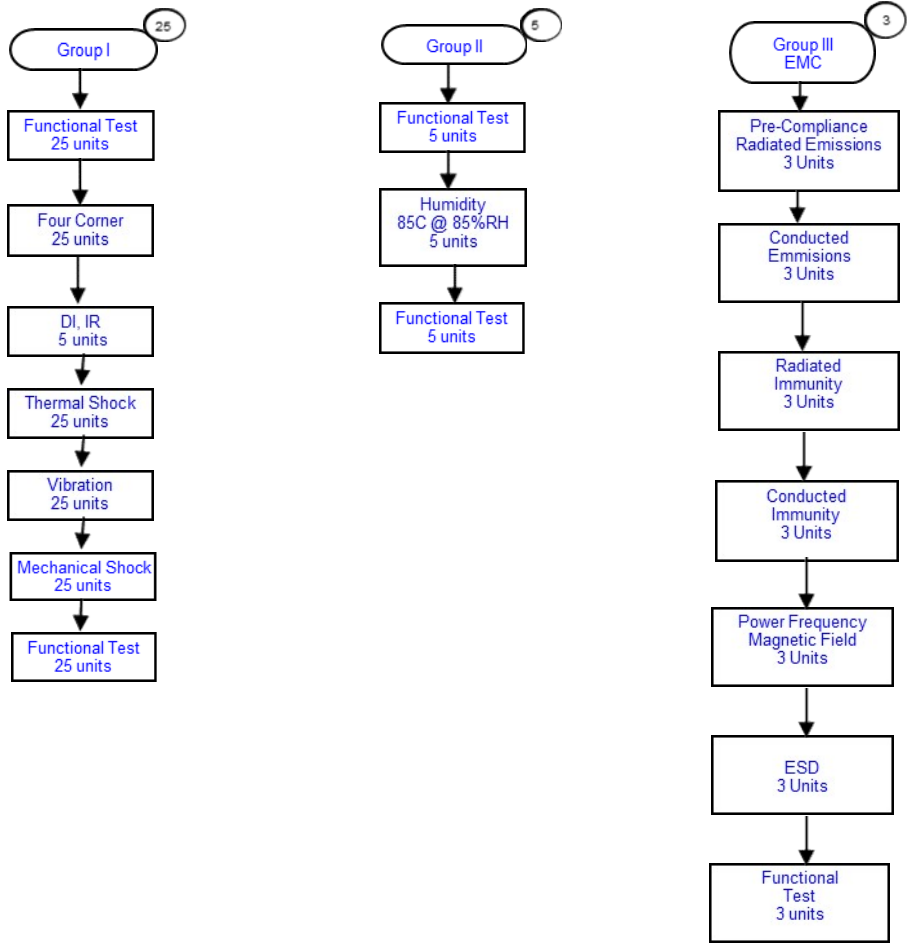 25
Group I
Functional Test
25 units
Four Corner
25 units
DI, IR
5 units
Thermal Shock
25 units
Vibration
25 units
Mechanical Shock
25 units
Functional Test
25 units
5
Group II
Functional Test
5 units
Humidity
85C @ 85%RH
5 units
Functional Test
5 units
3
Group III
EMC
Pre-Compliance
Radiated Emissions
3 Units
Conducted
Emmisions
3 Units
Radiated
Immunity
3 Units
Conducted
Immunity
3 Units
Power Frequency
Magnetic Field
3 Units
ESD
3 Units
Functional
Test
3 units